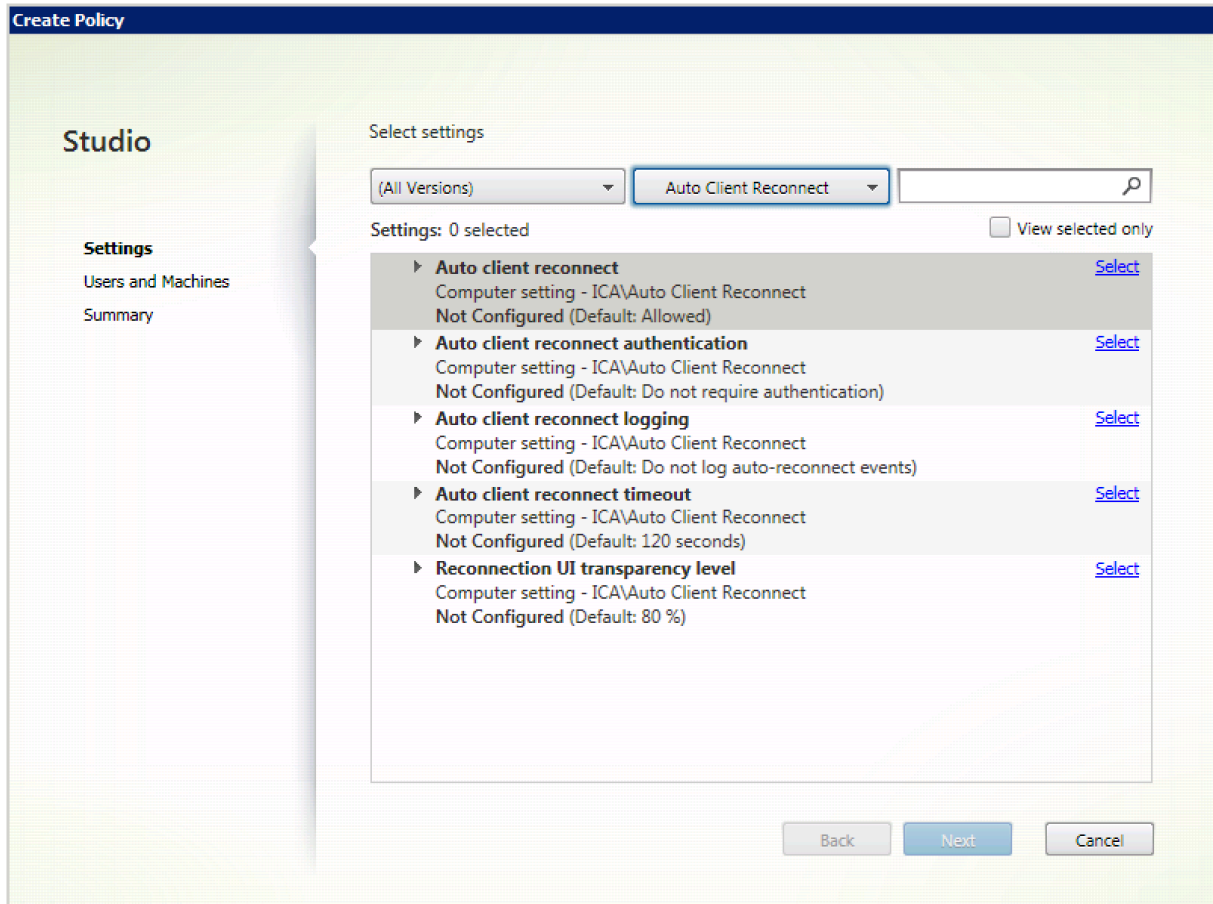 Create Policy
Studio
Settings
Users and Machines
Summary
Select settings
(All Versions)
Auto Client Reconnect
Settings: 0 selected
View selected only
Auto client reconnect
Select
Computer setting - ICA\Auto Client Reconnect
Not Configured (Default: Allowed)
Auto client reconnect authentication
Select
Computer setting - ICA\Auto Client Reconnect
Not Configured (Default: Do not require authentication)
Auto client reconnect logging
Select
Computer setting - ICA\Auto Client Reconnect
Not Configured (Default: Do not log auto-reconnect events)
Auto client reconnect timeout
Select
Computer setting - ICA\Auto Client Reconnect
Not Configured (Default: 120 seconds)
Reconnection UI transparency level
Select
Computer setting - ICA\Auto Client Reconnect
Not Configured (Default: 80 %)
Back
Next
Cancel